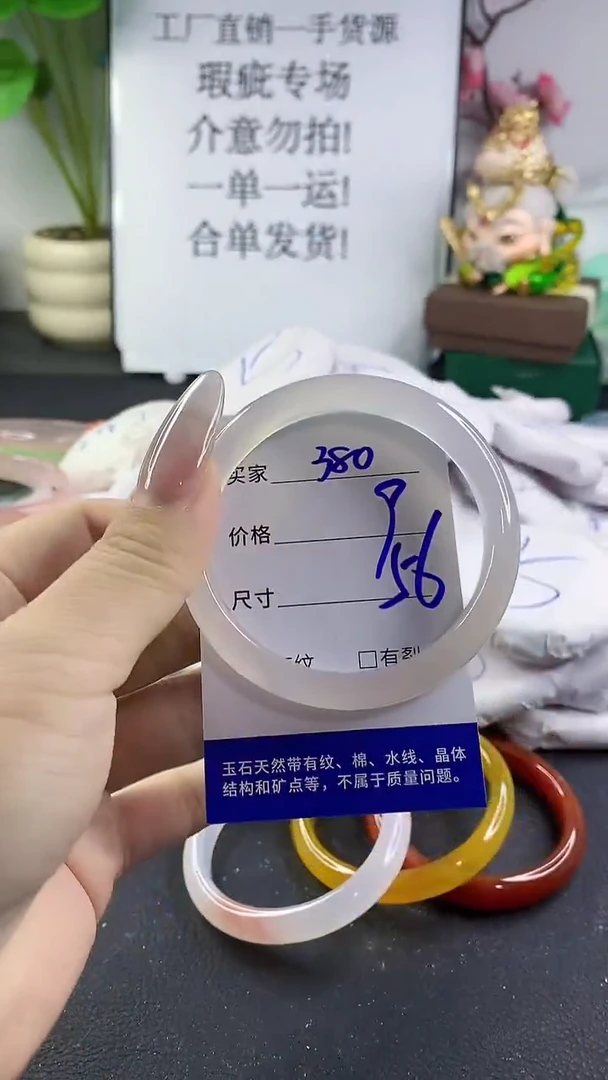 工厂直销一手货源
瑕疵专场
介意勿拍!
一单一运!
合单发货!
买家 380
价格
尺寸 56
纹 □有裂
玉石天然带有纹、棉、水线、晶体
结构和矿点等，不属于质量问题。